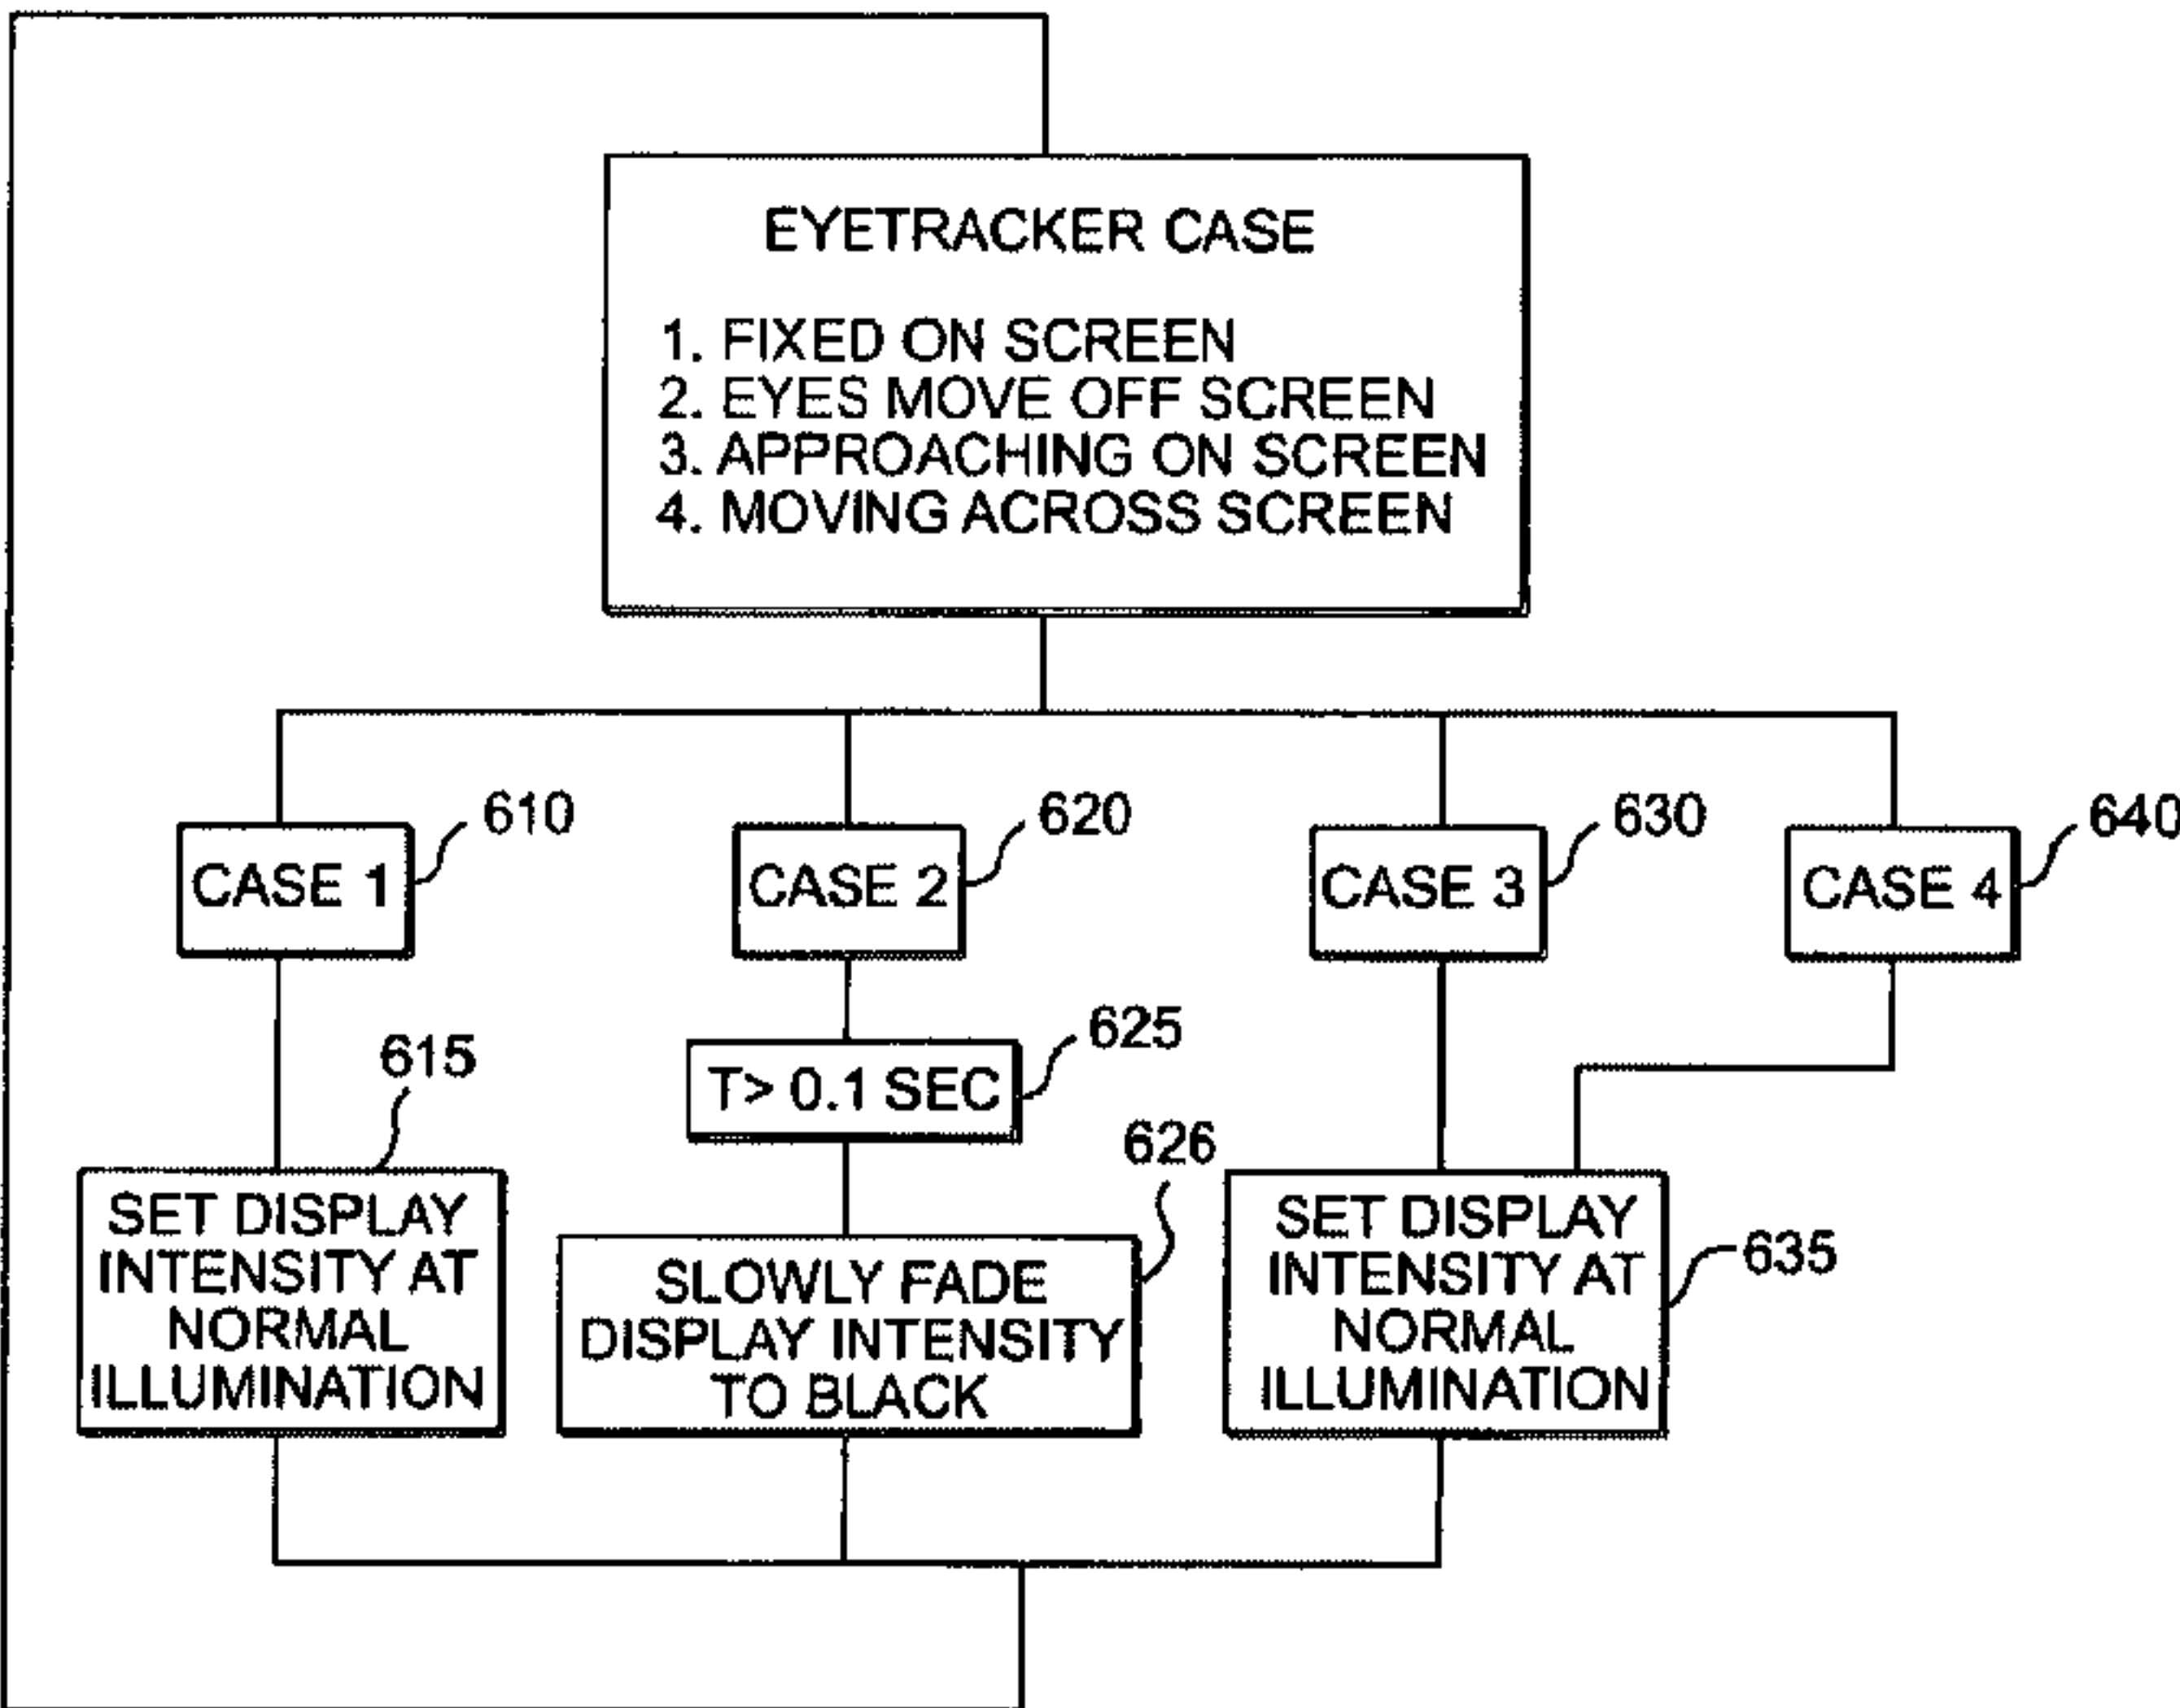 EYETRACKER CASE
1. FIXED ON SCREEN
2. EYES MOVE OFF SCREEN
3. APPROACHING ON SCREEN
4. MOVING ACROSS SCREEN
610
620
630
640
CASE 1
CASE 2
CASE 3
CASE 4
615
625
T> 0.1 SEC
626
SET DISPLAY
INTENSITY AT
NORMAL
ILLUMINATION
SLOWLY FADE
DISPLAY INTENSITY
TO BLACK
SET DISPLAY
INTENSITY AT
NORMAL
ILLUMINATION
635